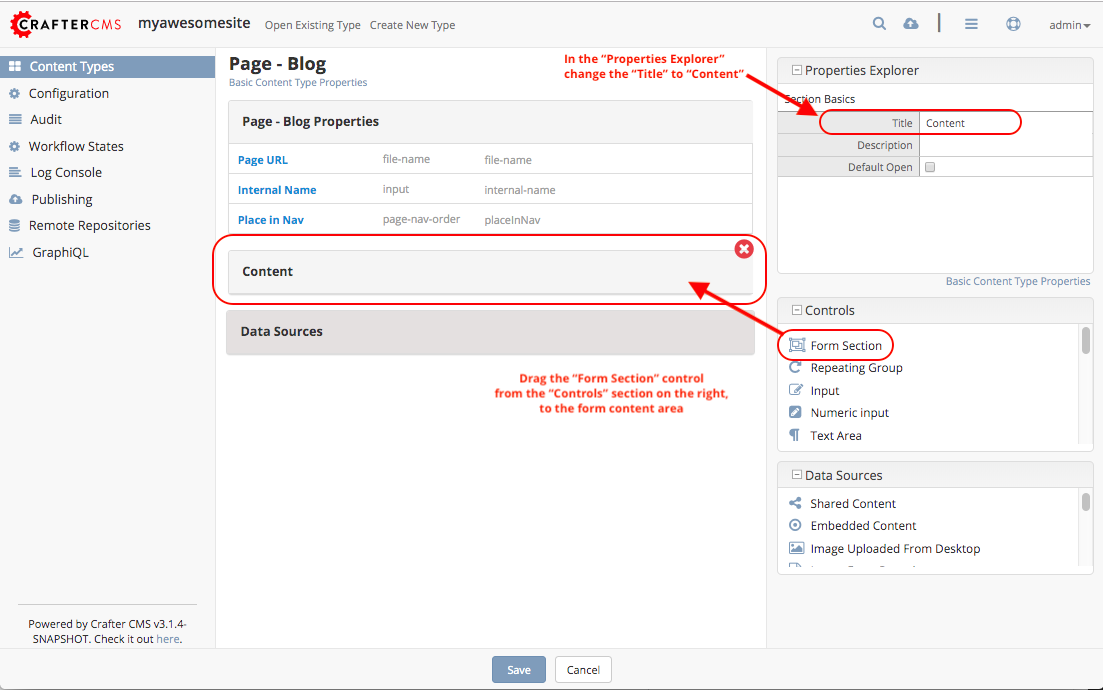 CRAFTERCMS myawesomesite Open Existing Type Create New Type admin
Content Types
Configuration
Audit
Workflow States
Log Console
Publishing
Remote Repositories
GraphiQL
Powered by Crafter CMS v3.1.4-
SNAPSHOT. Check it out here.
Page - Blog
Basic Content Type Properties
In the "Properties Explorer"
change the "Title" to "Content"
Page - Blog Properties
Page URL file-name file-name
Internal Name input internal-name
Place in Nav page-nav-order placeInNav
Content
Data Sources
Drag the "Form Section" control
from the "Controls" section on the right,
to the form content area
Properties Explorer
Section Basics
Title Content
Description
Default Open
Basic Content Type Properties
Controls
Form Section
Repeating Group
Input
Numeric input
Text Area
Data Sources
Shared Content
Embedded Content
Image Uploaded From Desktop
Save Cancel